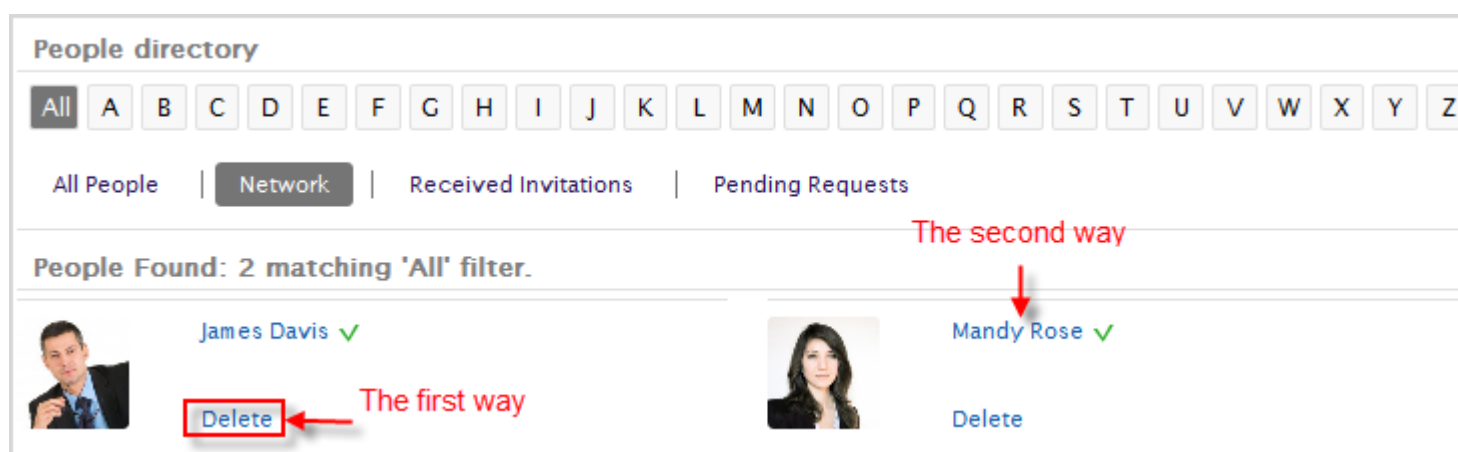 People directory
All A B C D E F G H I J K L M N O P Q R S T U V W X Y Z
All People | Network | Received Invitations | Pending Requests
The second way
People Found: 2 matching 'All' filter.
James Davis ✓ Mandy Rose ✓
The first way
Delete Delete